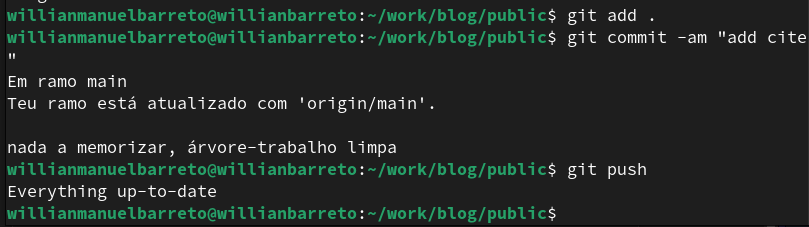 willianmanuelbarreto@willianbarreto:~/work/blog/public$ git add .
willianmanuelbarreto@willianbarreto:~/work/blog/public$ git commit -am "add cite
"
Em ramo main
Teu ramo está atualizado com 'origin/main'.
nada a memorizar, árvore-trabalho limpa
willianmanuelbarreto@willianbarreto:~/work/blog/public$ git push
Everything up-to-date
willianmanuelbarreto@willianbarreto:~/work/blog/public$